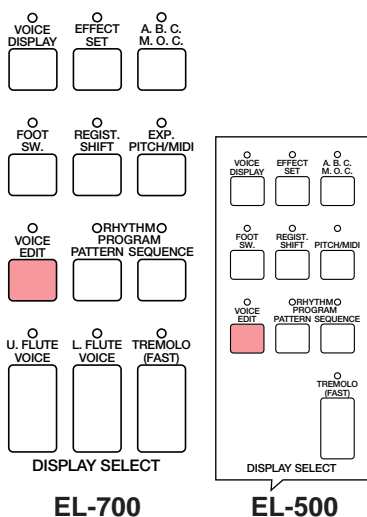 VOICE EFFECT A. B. C.
DISPLAY SET M. O. C.
FOOT REGIST. EXP.
SW. SHIFT PITCH/MIDI
VOICE RHYTHM
EDIT PROGRAM
PATTERN SEQUENCE
U. FLUTE L. FLUTE TREMOLO
VOICE VOICE (FAST)
DISPLAY SELECT
EL-700
VOICE EFFECT A. B. C.
DISPLAY SET M. O. C.
FOOT REGIST.
SW. SHIFT PITCH/MIDI
VOICE RHYTHM
EDIT PROGRAM
PATTERN SEQUENCE
TREMOLO
(FAST)
DISPLAY SELECT
EL-500